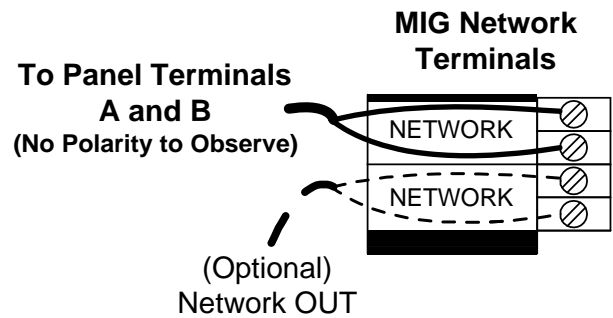 MIG Network
Terminals
To Panel Terminals
A and B
(No Polarity to Observe)
NETWORK
NETWORK
(Optional)
Network OUT